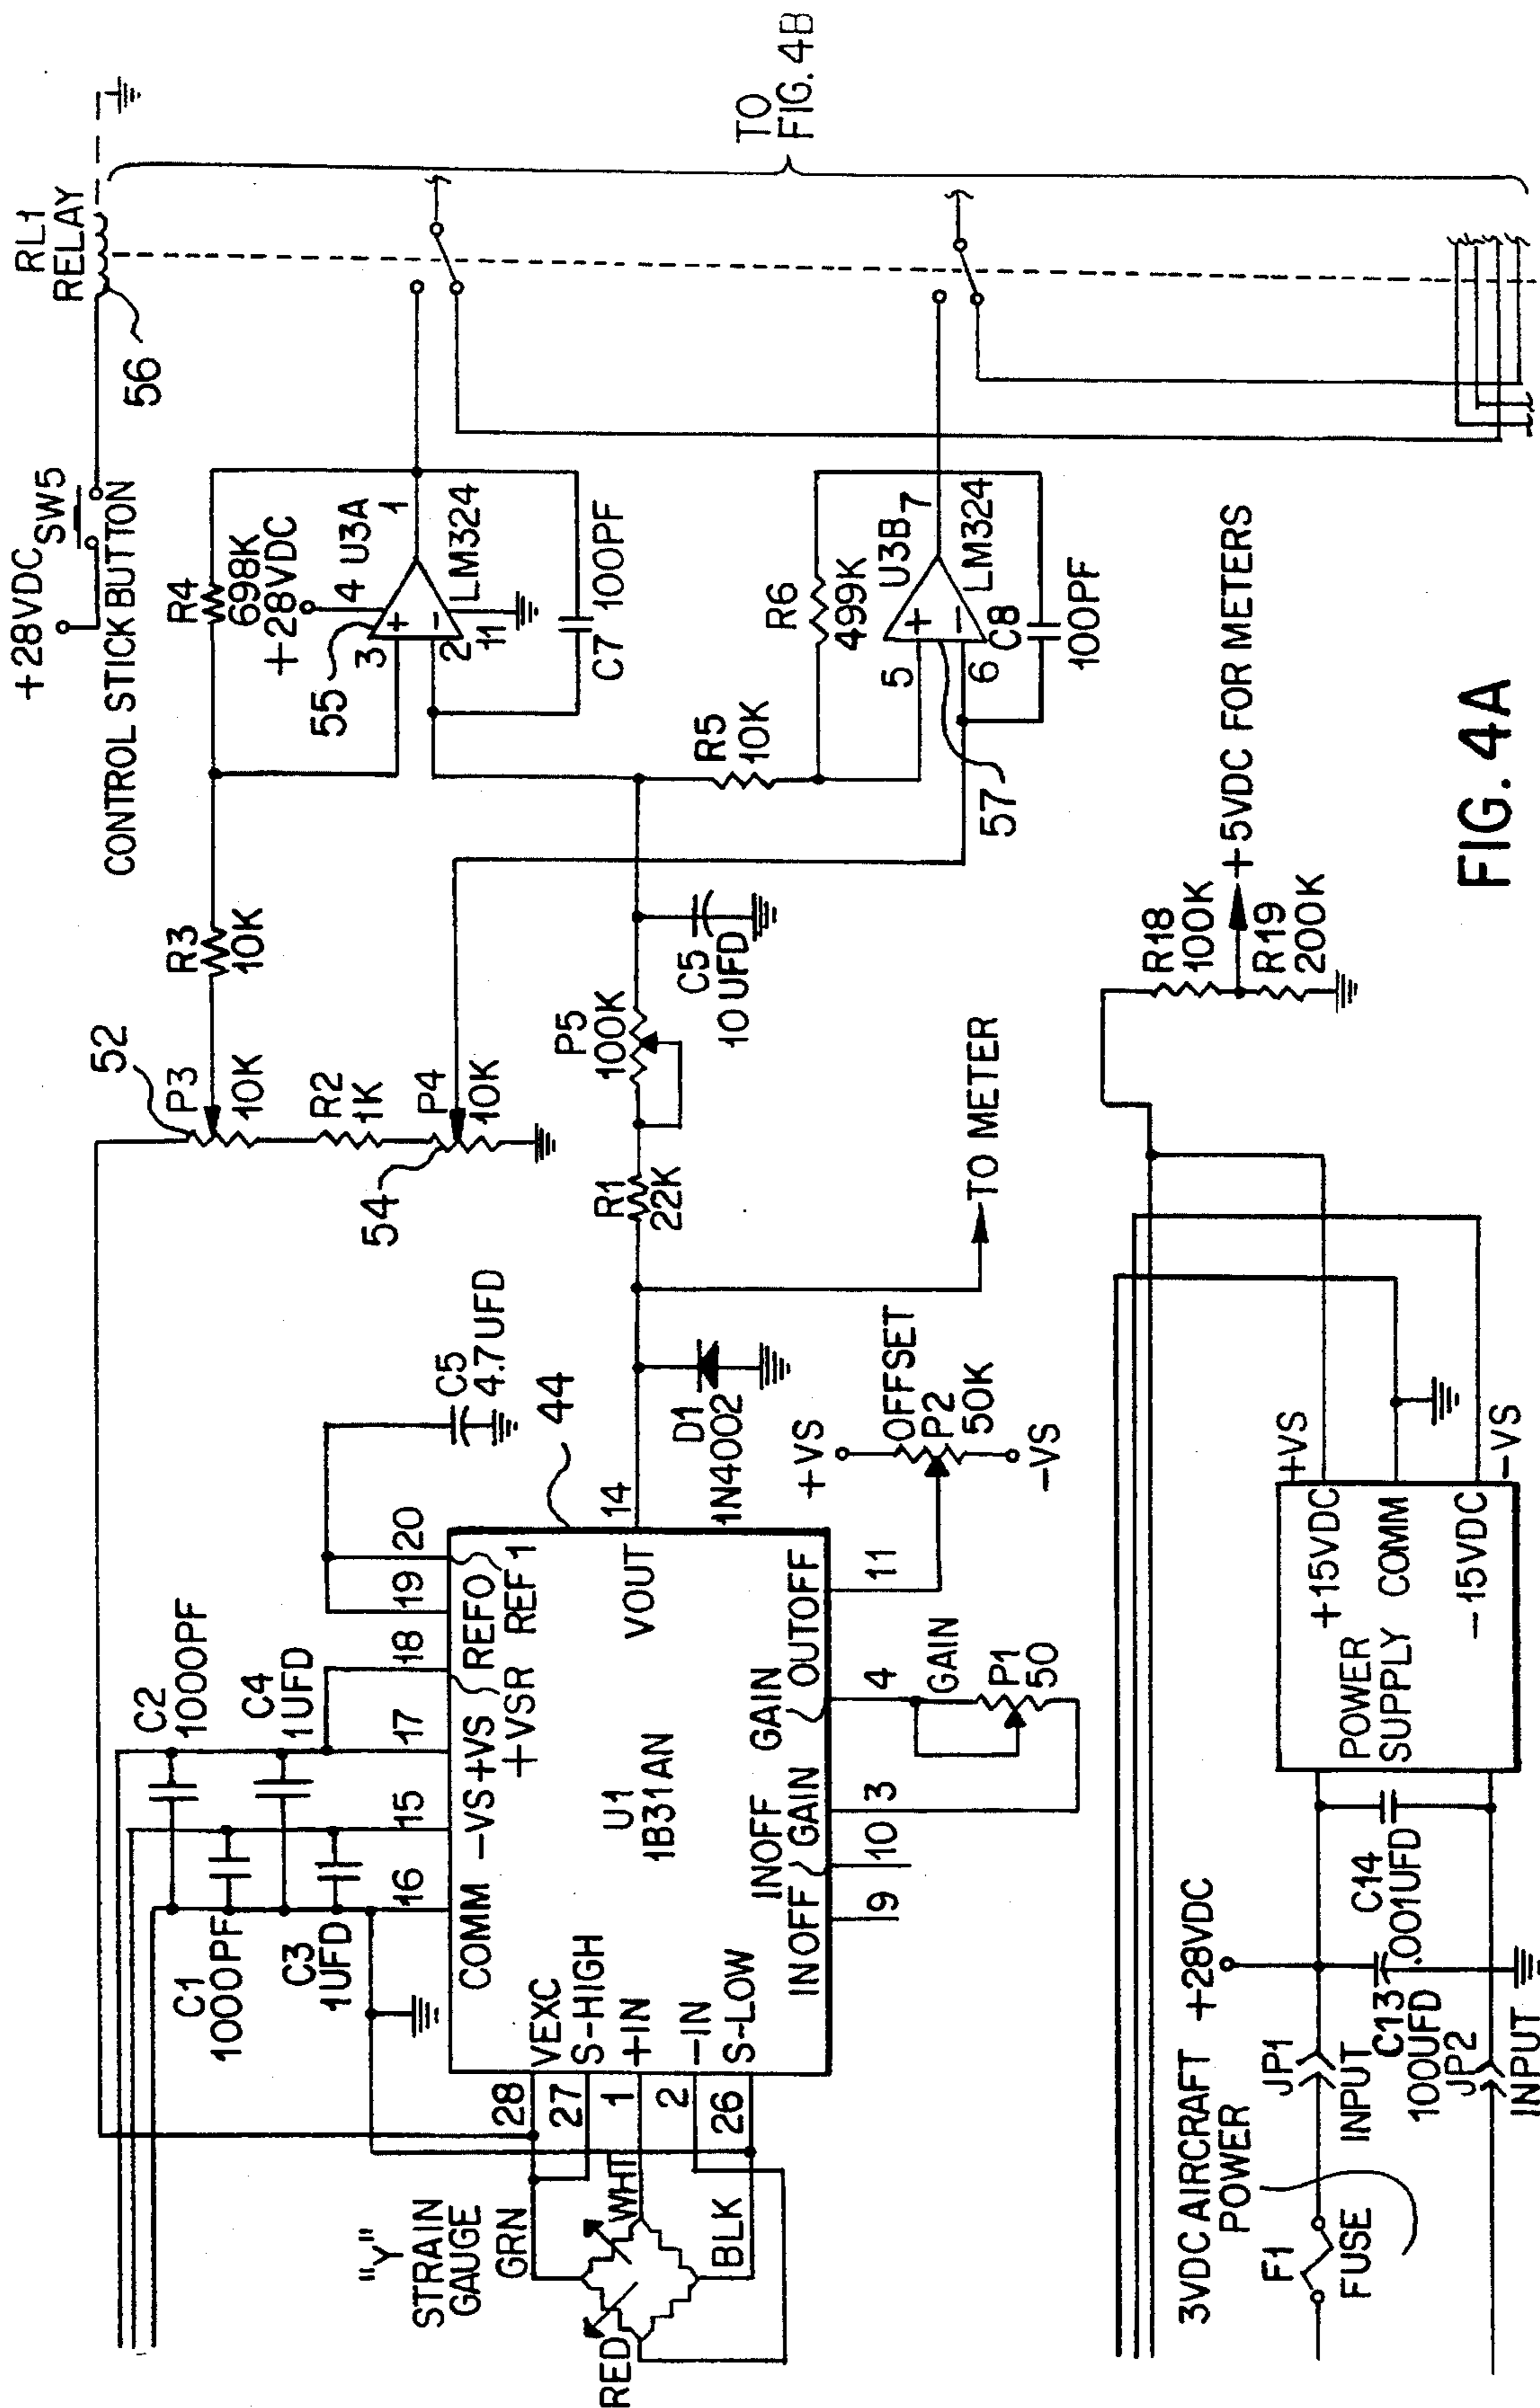 +28VDC
SW5
CONTROL STICK BUTTON
RL1
RELAY
56
TO
FIG. 4B
R4
698K
+28VDC
4
U3A
1
55
3
+
2
−
11
LM324
C7
100PF
R3
10K
52
P3
10K
R2
1K
P4
10K
54
R5
10K
R6
499K
U3B
7
5
+
6
−
LM324
C8
100PF
57
P5
100K
C5
10UFD
R1
22K
TO METER
C5
4.7UFD
44
14
D1
1N4002
+VS
OFFSET
P2
50K
-VS
C2
1000PF
C4
1UFD
C1
1000PF
C3
1UFD
16
15
17
18
19
20
COMM
-VS
+VS
+VSR
REFO
REF 1
VOUT
U1
1B31AN
VEXC
S-HIGH
+IN
-IN
S-LOW
28
27
1
2
26
INOFF
INOFF
GAIN
GAIN
OUTOFF
9
10
3
4
11
GAIN
P1
50
"Y"
STRAIN
GAUGE
GRN
WHT
RED
BLK
R18
100K
+5VDC FOR METERS
R19
200K
3VDC AIRCRAFT
POWER
+28VDC
F1
FUSE
JP1
INPUT
C13
100UFD
JP2
INPUT
C14
.001UFD
POWER
SUPPLY
+15VDC
COMM
-15VDC
+VS
-VS
FIG. 4A